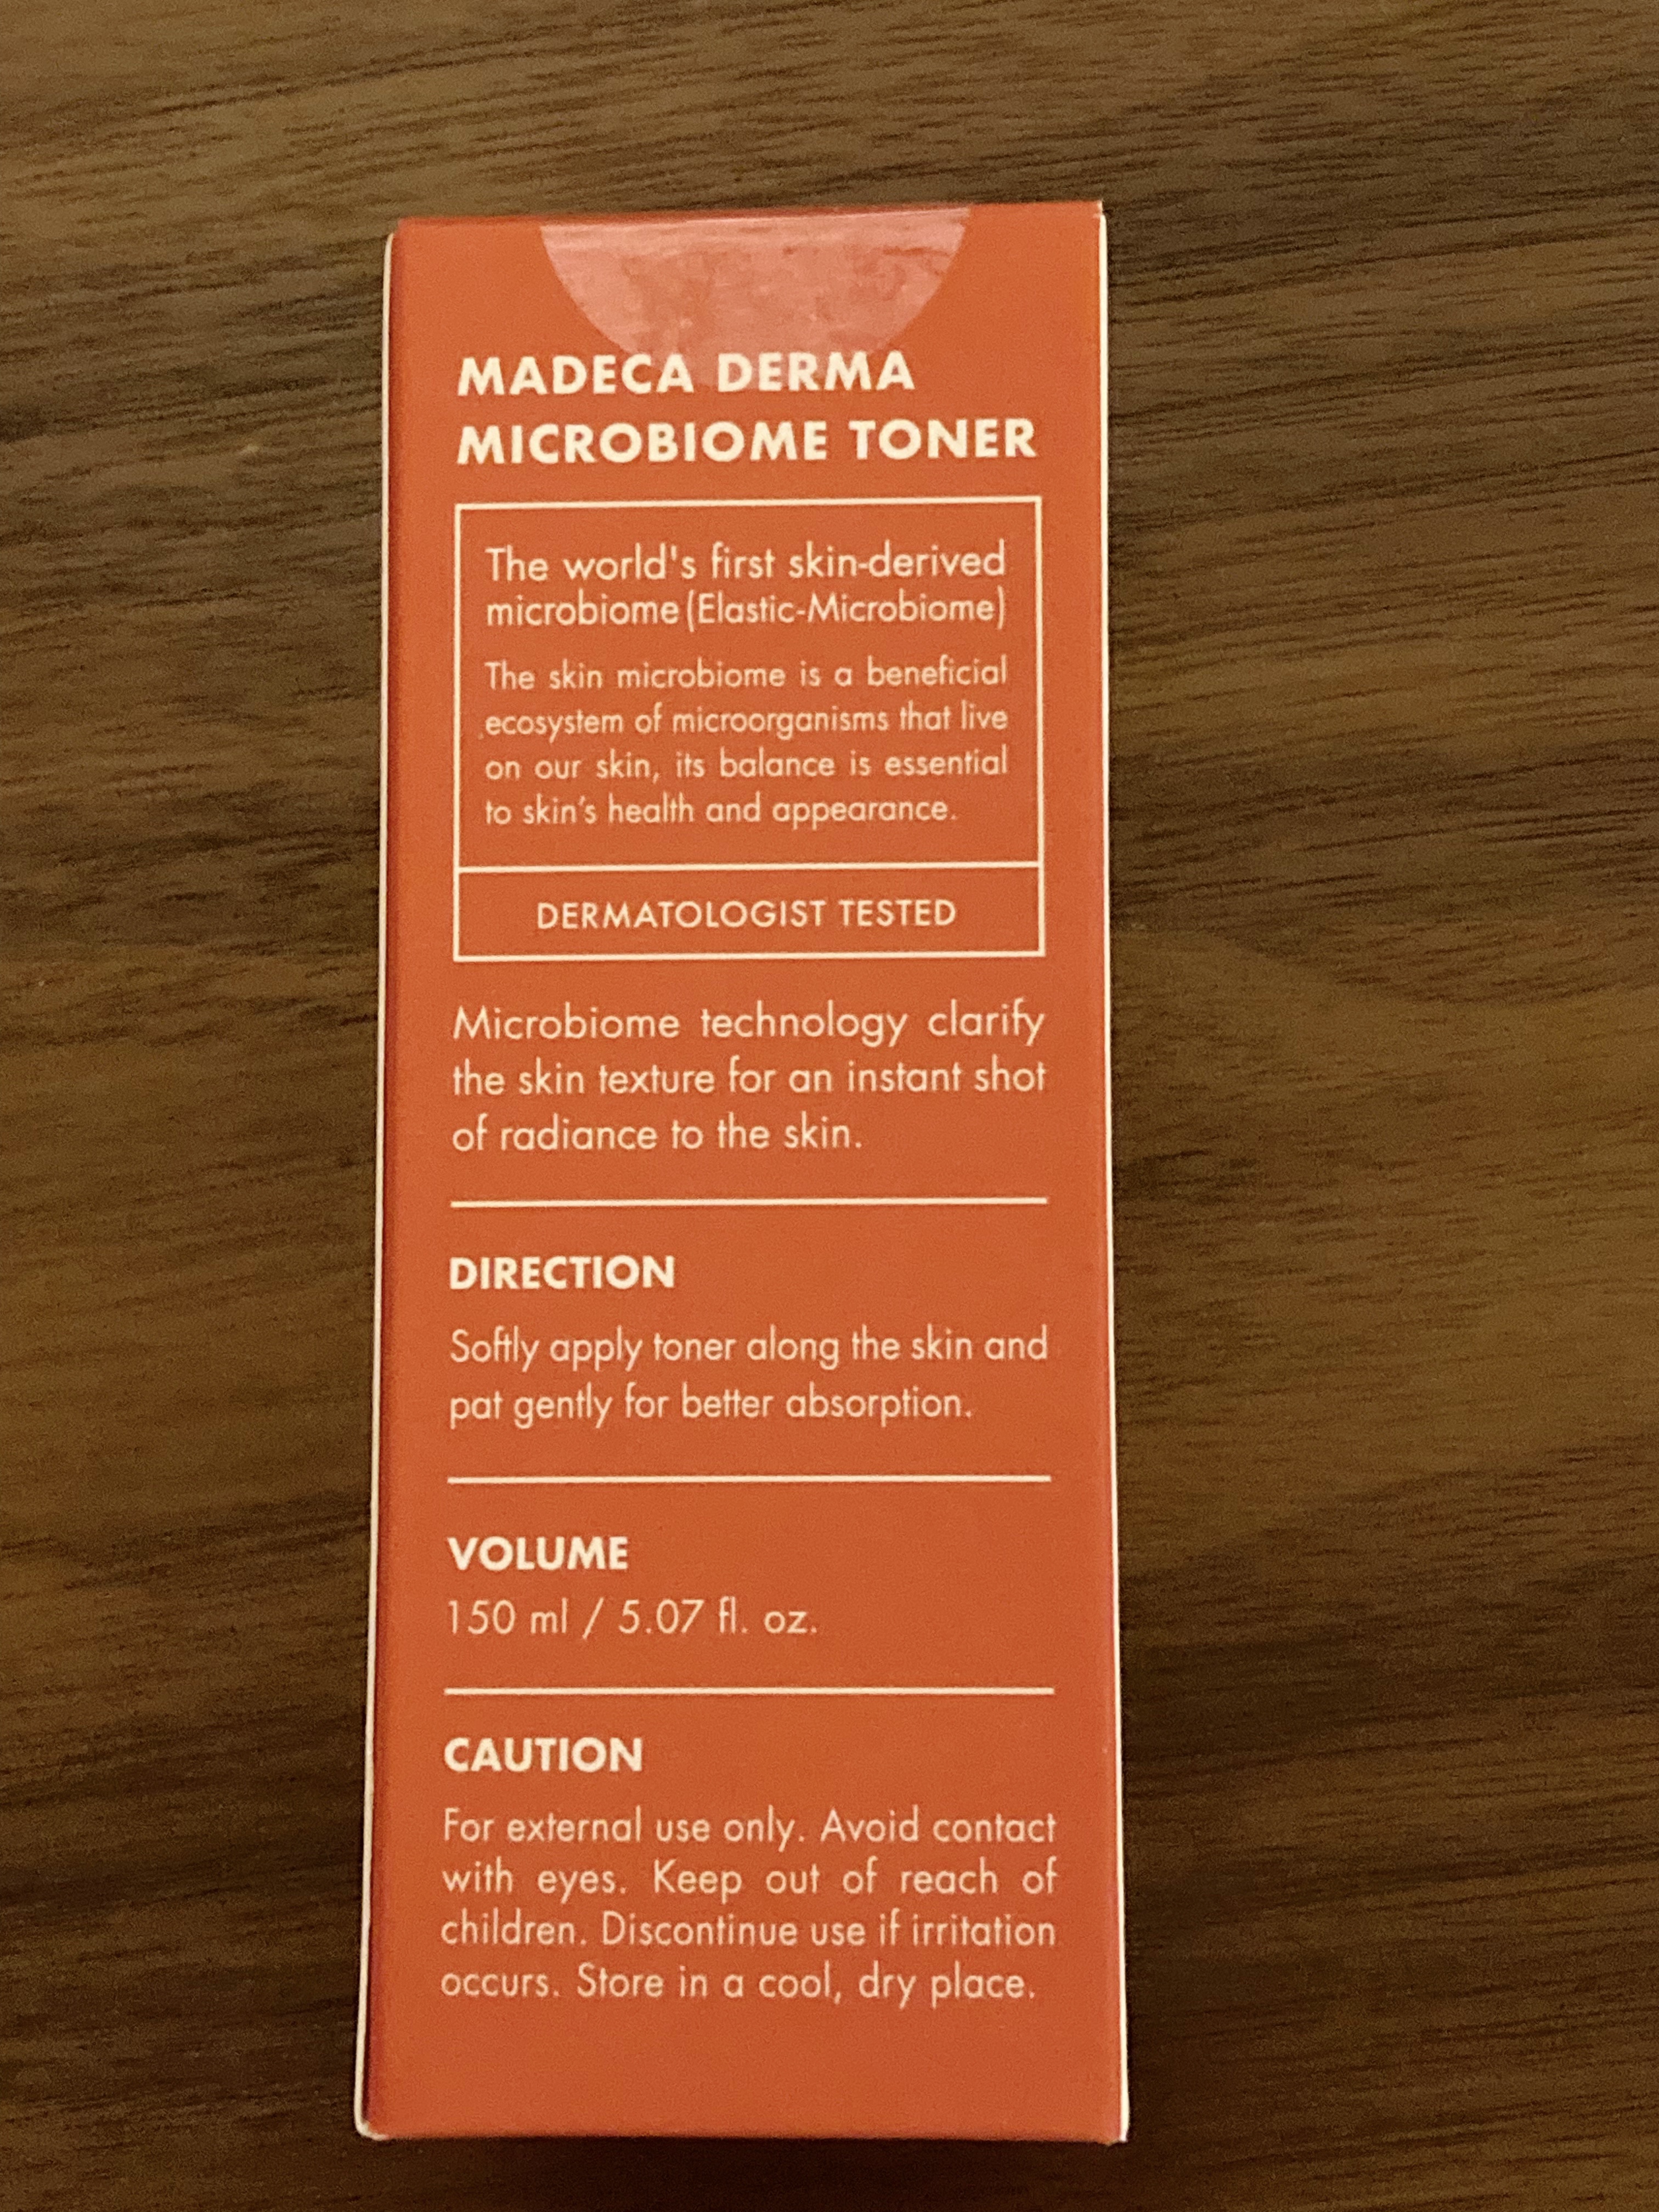 MADECA DERMA
MICROBIOME TONER
The world's first skin-derived
microbiome (Elastic-Microbiome)
The skin microbiome is a beneficial
ecosystem of microorganisms that live
on our skin, its balance is essential
to skin’s health and appearance.
DERMATOLOGIST TESTED
Microbiome technology clarify
the skin texture for an instant shot
of radiance to the skin.
DIRECTION
Softly apply toner along the skin and
pat gently for better absorption.
VOLUME
150 ml / 5.07 fl. oz.
CAUTION
For external use only. Avoid contact
with eyes. Keep out of reach of
children. Discontinue use if irritation
occurs. Store in a cool, dry place.